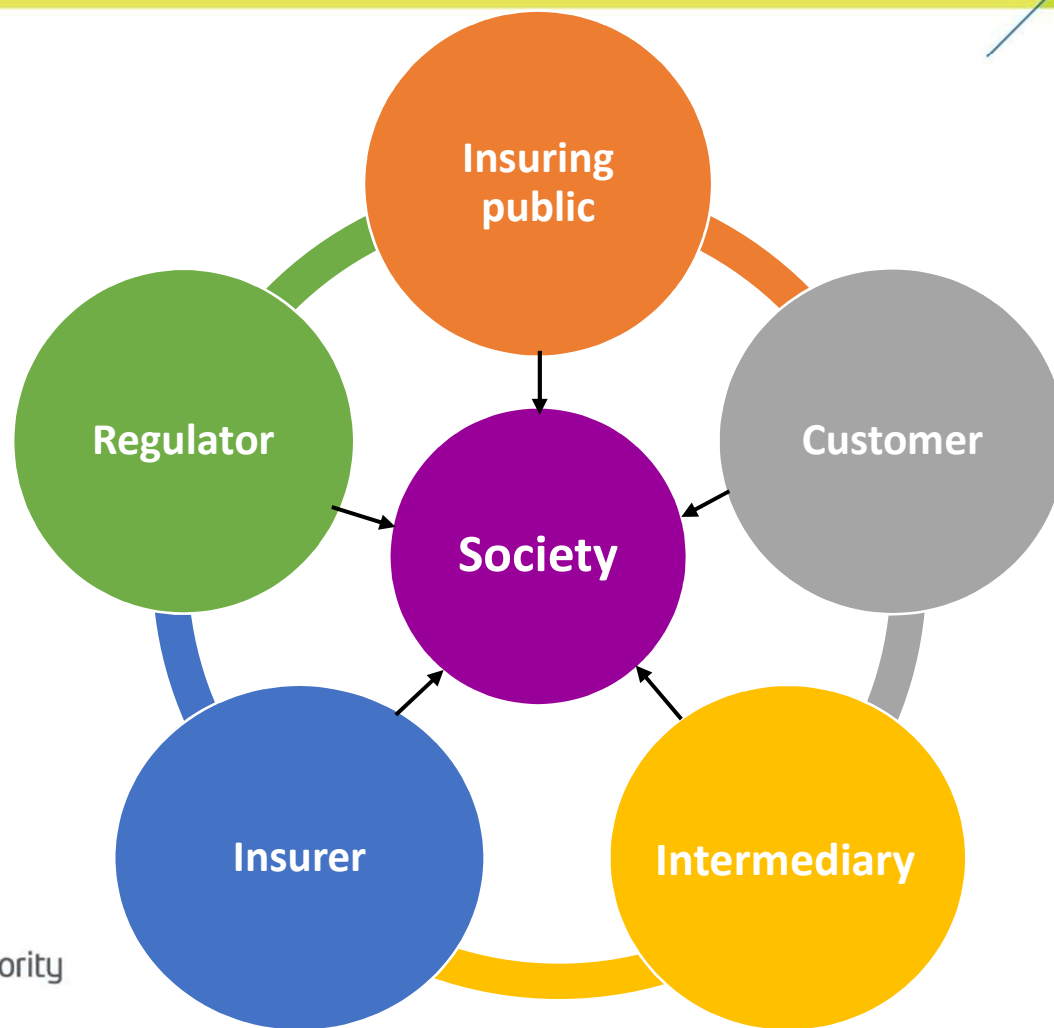 Insuring
public
Regulator
Customer
Society
Insurer
Intermediary
ority